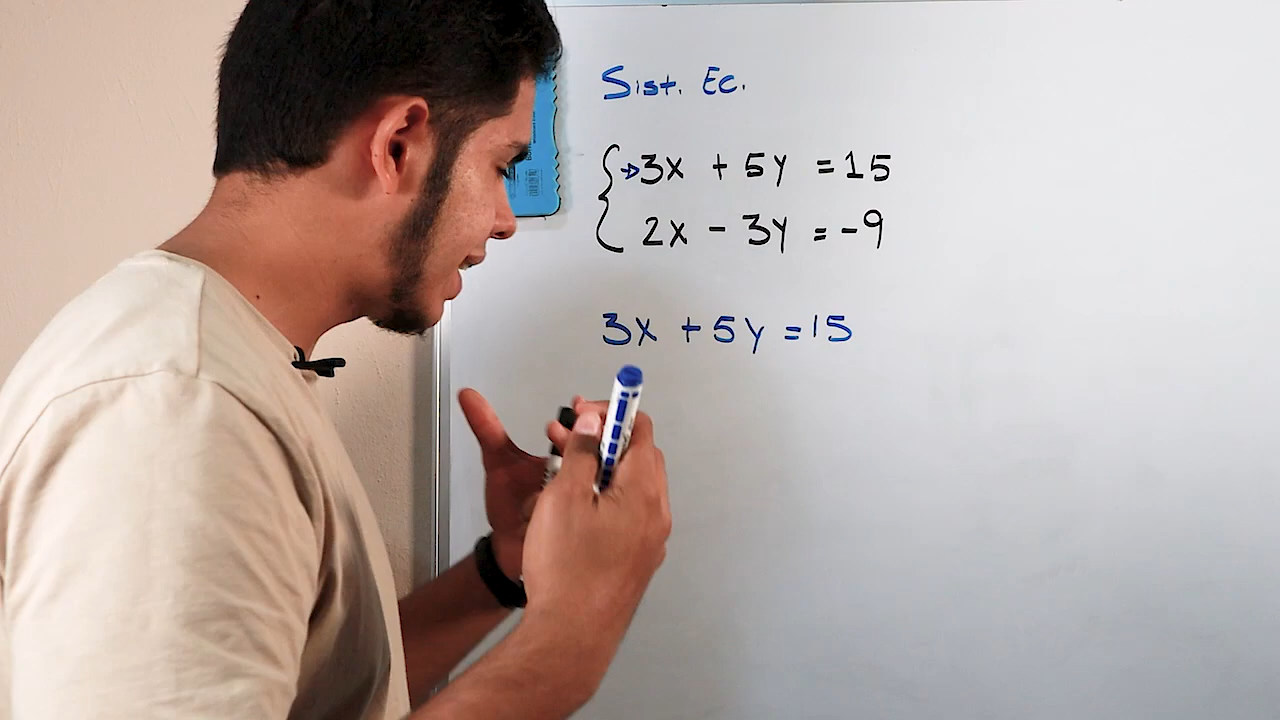 Sist. Ec.
→3x + 5y = 15
2x - 3y = -9
3x + 5y = 15